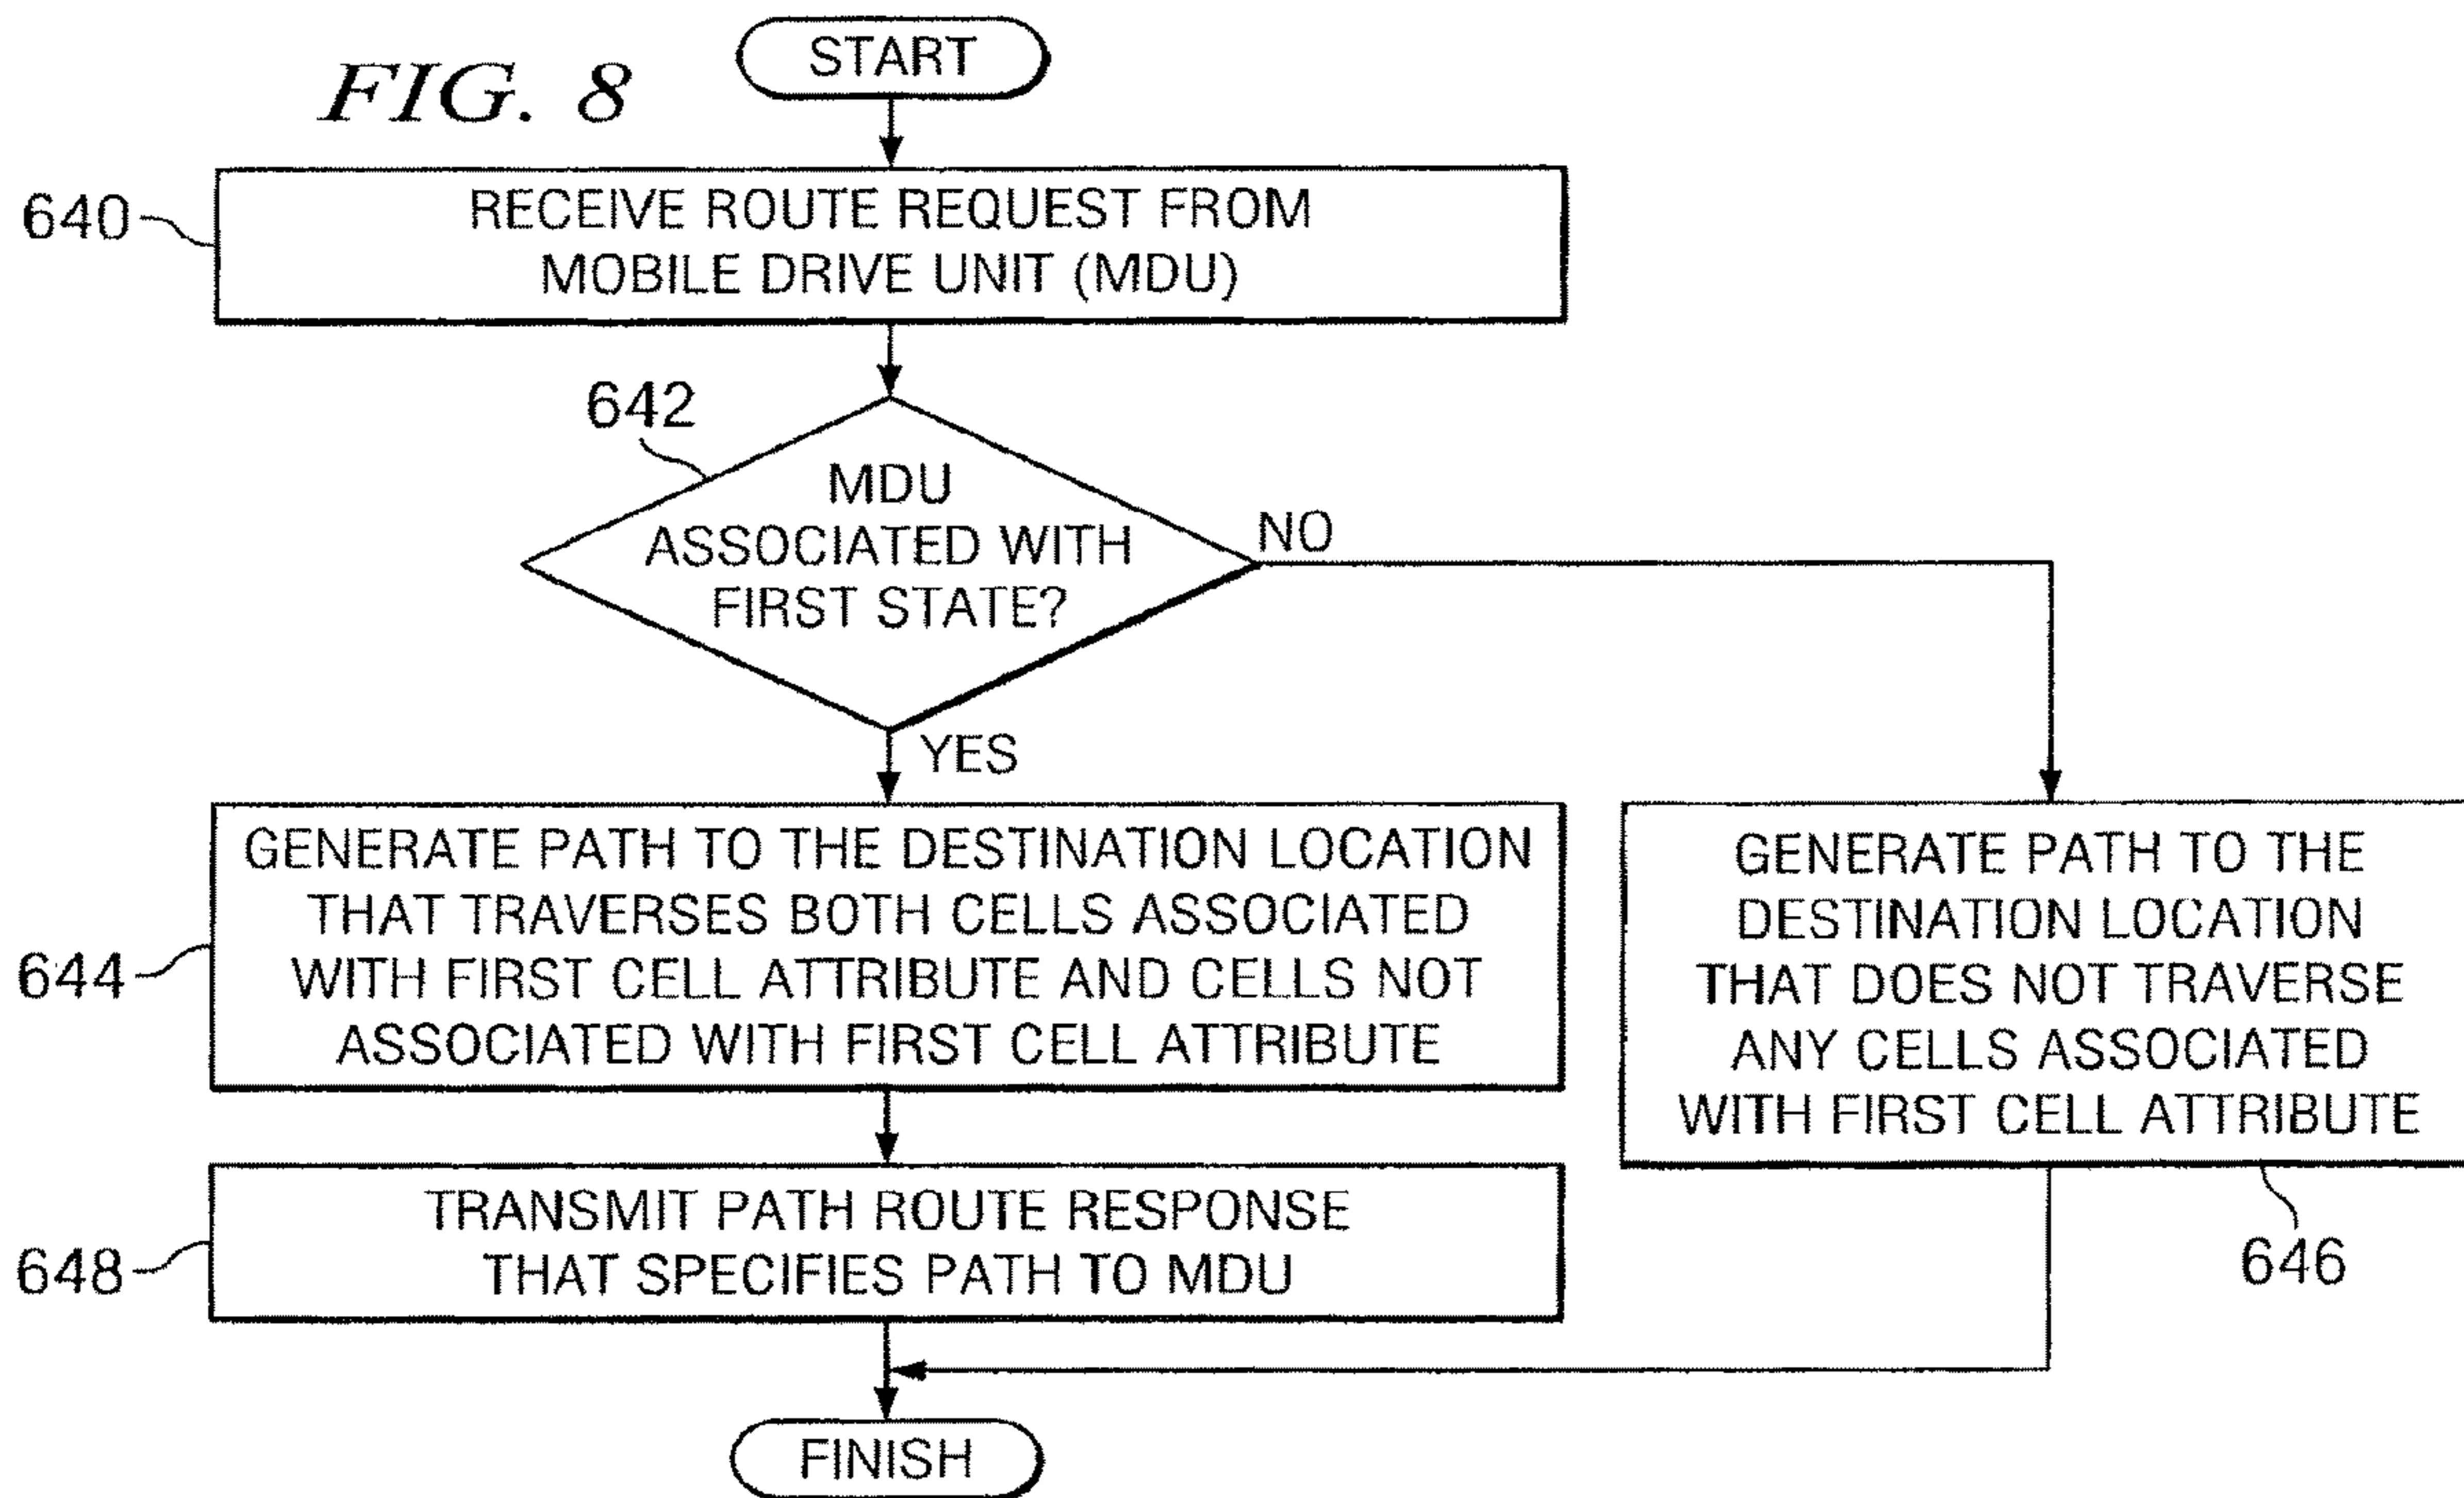 FIG. 8
START
640
RECEIVE ROUTE REQUEST FROM
MOBILE DRIVE UNIT (MDU)
642
MDU
ASSOCIATED WITH
FIRST STATE?
NO
YES
644
GENERATE PATH TO THE DESTINATION LOCATION
THAT TRAVERSES BOTH CELLS ASSOCIATED
WITH FIRST CELL ATTRIBUTE AND CELLS NOT
ASSOCIATED WITH FIRST CELL ATTRIBUTE
GENERATE PATH TO THE
DESTINATION LOCATION
THAT DOES NOT TRAVERSE
ANY CELLS ASSOCIATED
WITH FIRST CELL ATTRIBUTE
646
648
TRANSMIT PATH ROUTE RESPONSE
THAT SPECIFIES PATH TO MDU
FINISH